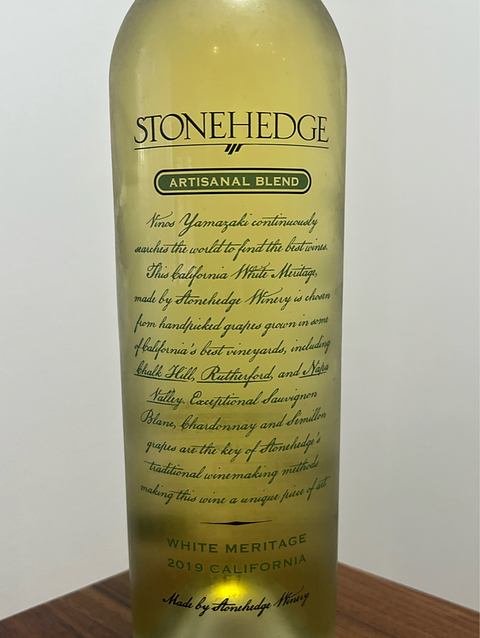 STONEHEDGE
ARTISANAL BLEND
Vinos Yamazaki continuously
searches the world to find the best wines.
This California White Meritage,
made by Stonehedge Winery is chosen
from handpicked grapes grown in some
of California's best vineyards, including
Chalk Hill, Rutherford, and Napa
Valley. Exceptional Sauvignon
Blanc, Chardonnay and Semillon
grapes are the key of Stonehedge's
traditional winemaking methods
making this wine a unique piece of art.
WHITE MERITAGE
2019 CALIFORNIA
Made by Stonehedge Winery